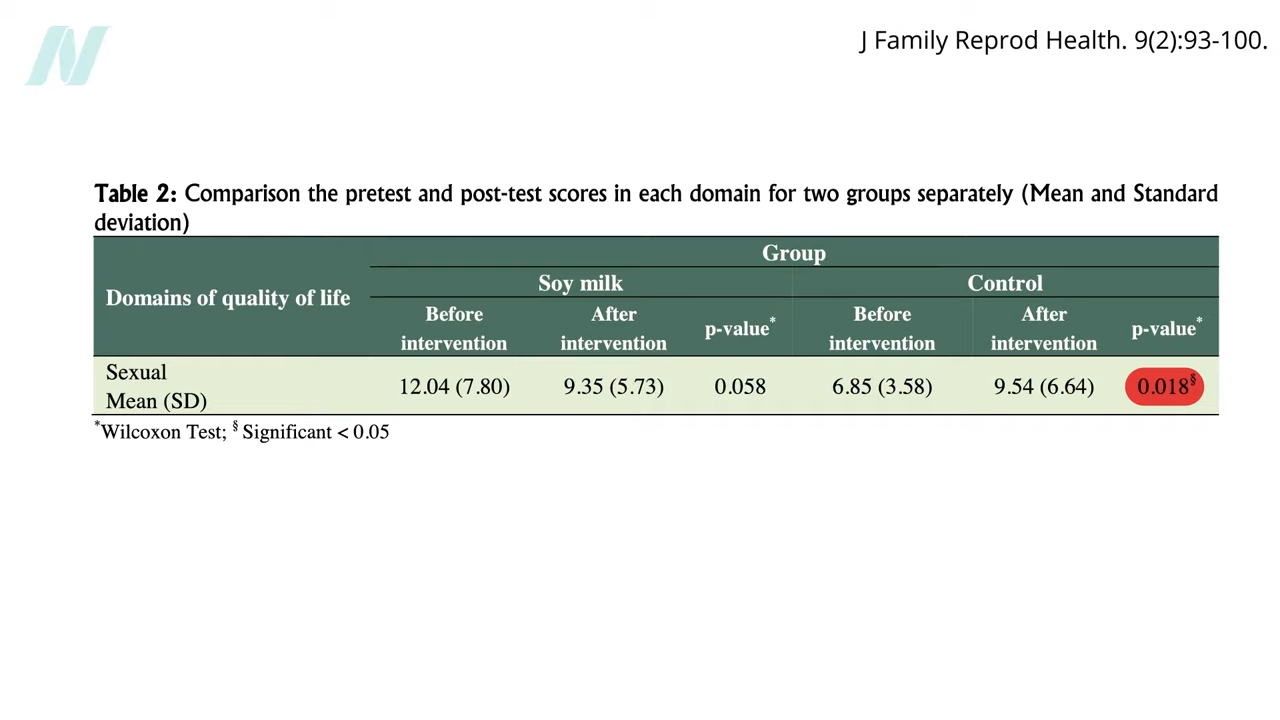 J Family Reprod Health. 9(2):93-100.
Table 2: Comparison the pretest and post-test scores in each domain for two groups separately (Mean and Standard
deviation)
Group
Domains of quality of life
Soy milk Control
Before intervention After intervention p-value* Before intervention After intervention p-value*
Sexual
Mean (SD) 12.04 (7.80) 9.35 (5.73) 0.058 6.85 (3.58) 9.54 (6.64) 0.018§
*Wilcoxon Test; § Significant < 0.05